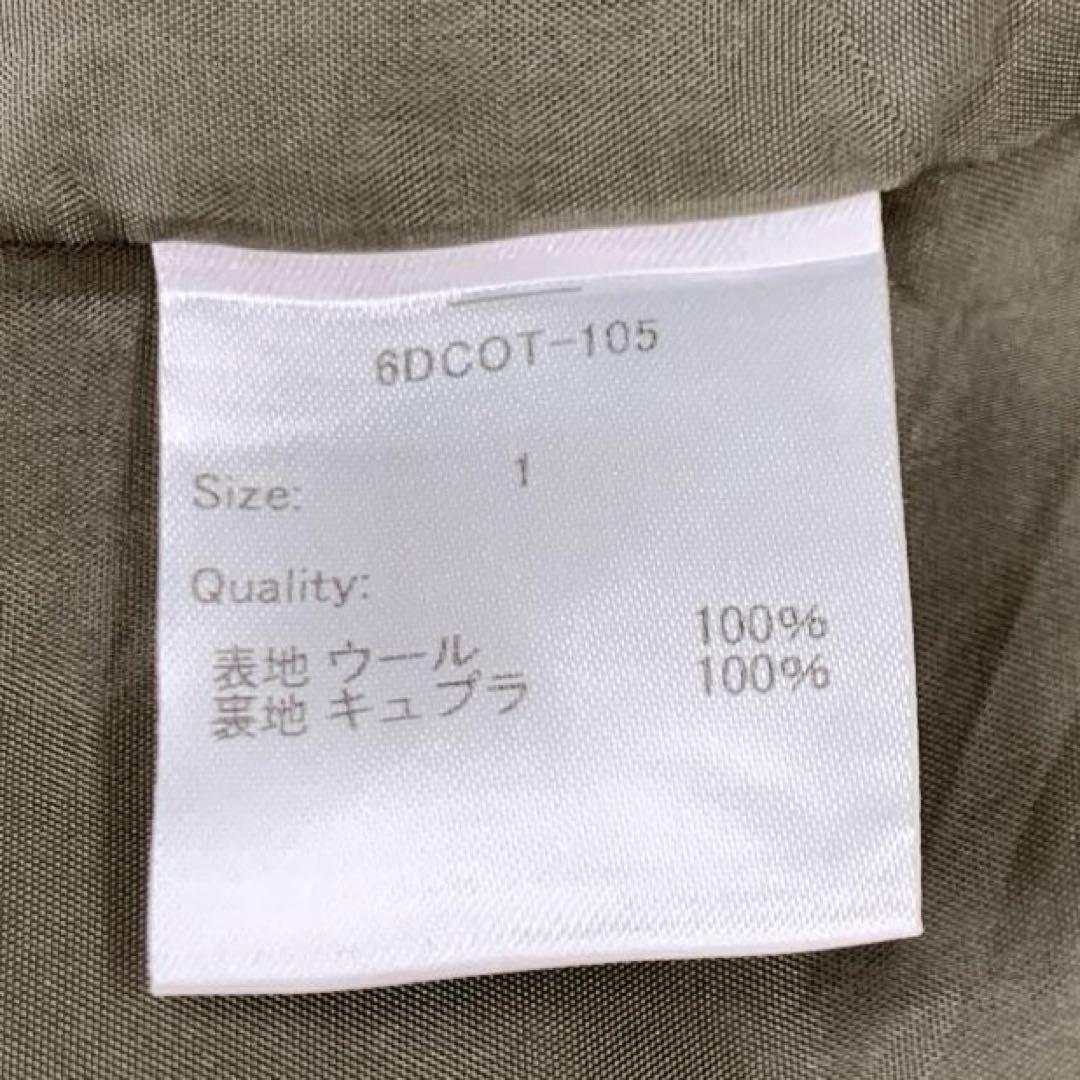 6DCOT-105
Size: 1
Quality:
表地 ウール 100%
裏地 キュプラ 100%